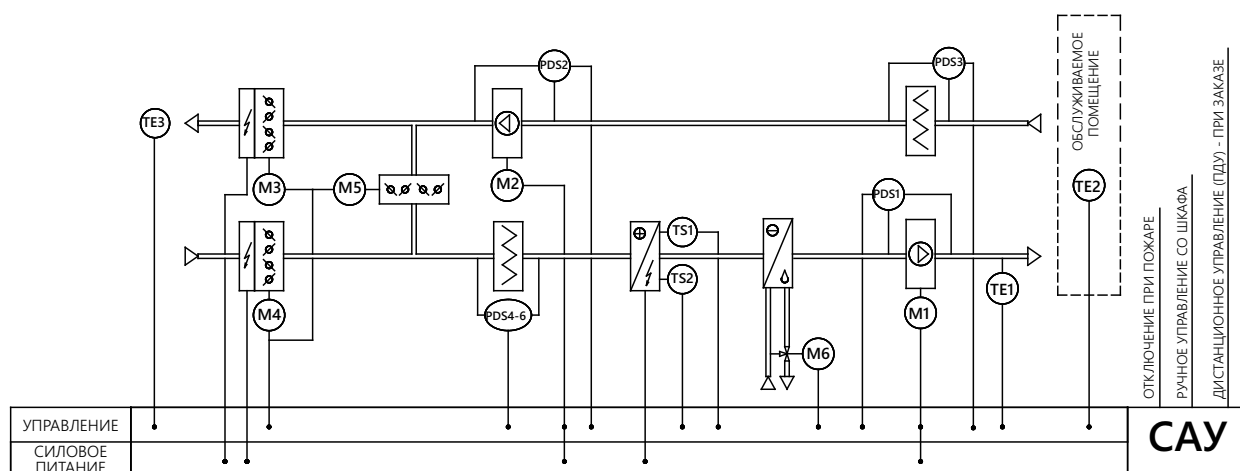 PDS2
PDS3
TE3
M3
M5
M2
PDS1
TE2
ОБСЛУЖИВАЕМОЕ
ПОМЕЩЕНИЕ
TS1
TS2
M4
PDS4-6
M6
M1
TE1
ОТКЛЮЧЕНИЕ ПРИ ПОЖАРЕ
РУЧНОЕ УПРАВЛЕНИЕ СО ШКАФА
ДИСТАНЦИОННОЕ УПРАВЛЕНИЕ (ПДУ) - ПРИ ЗАКАЗЕ
УПРАВЛЕНИЕ
СИЛОВОЕ
ПИТАНИЕ
САУ